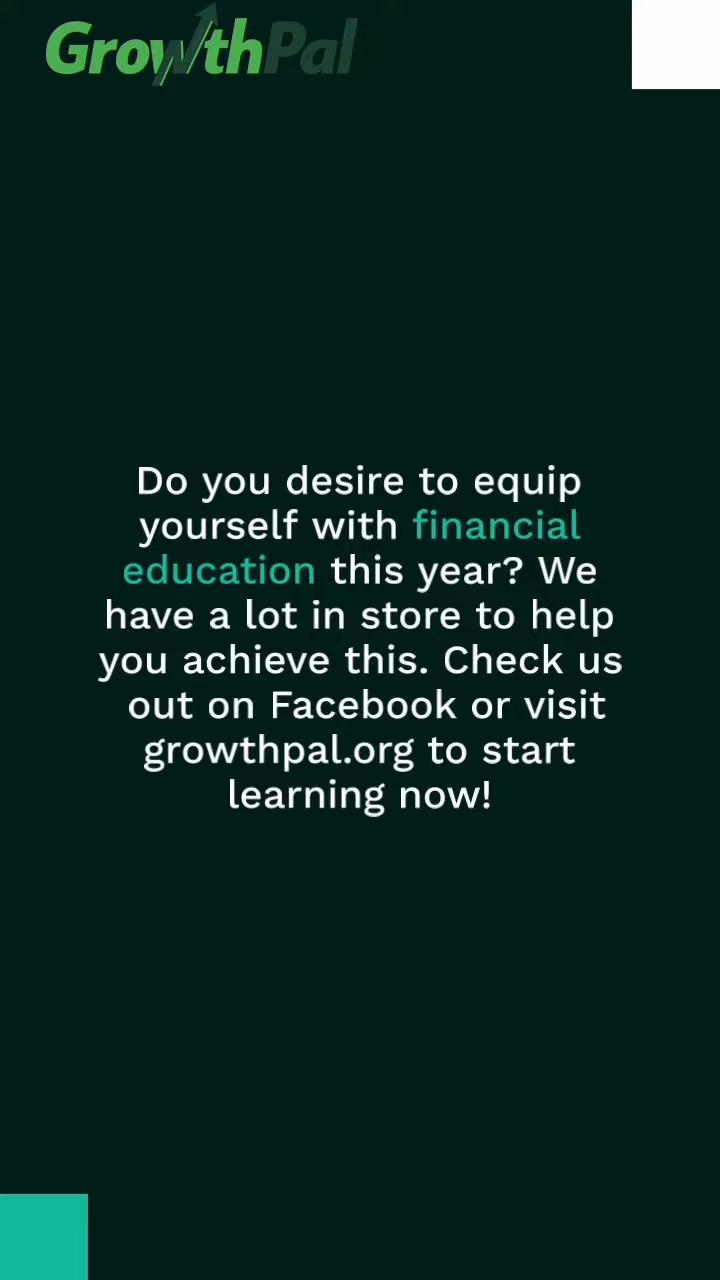 GrowthPal
Do you desire to equip
yourself with financial
education this year? We
have a lot in store to help
you achieve this. Check us
out on Facebook or visit
growthpal.org to start
learning now!